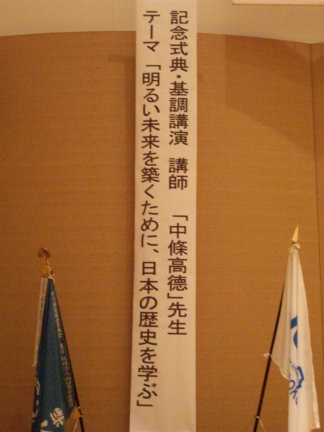 記念式典・基調講演　講師　「中條高德」先生
テーマ「明るい未来を築くために、日本の歴史を学ぶ」